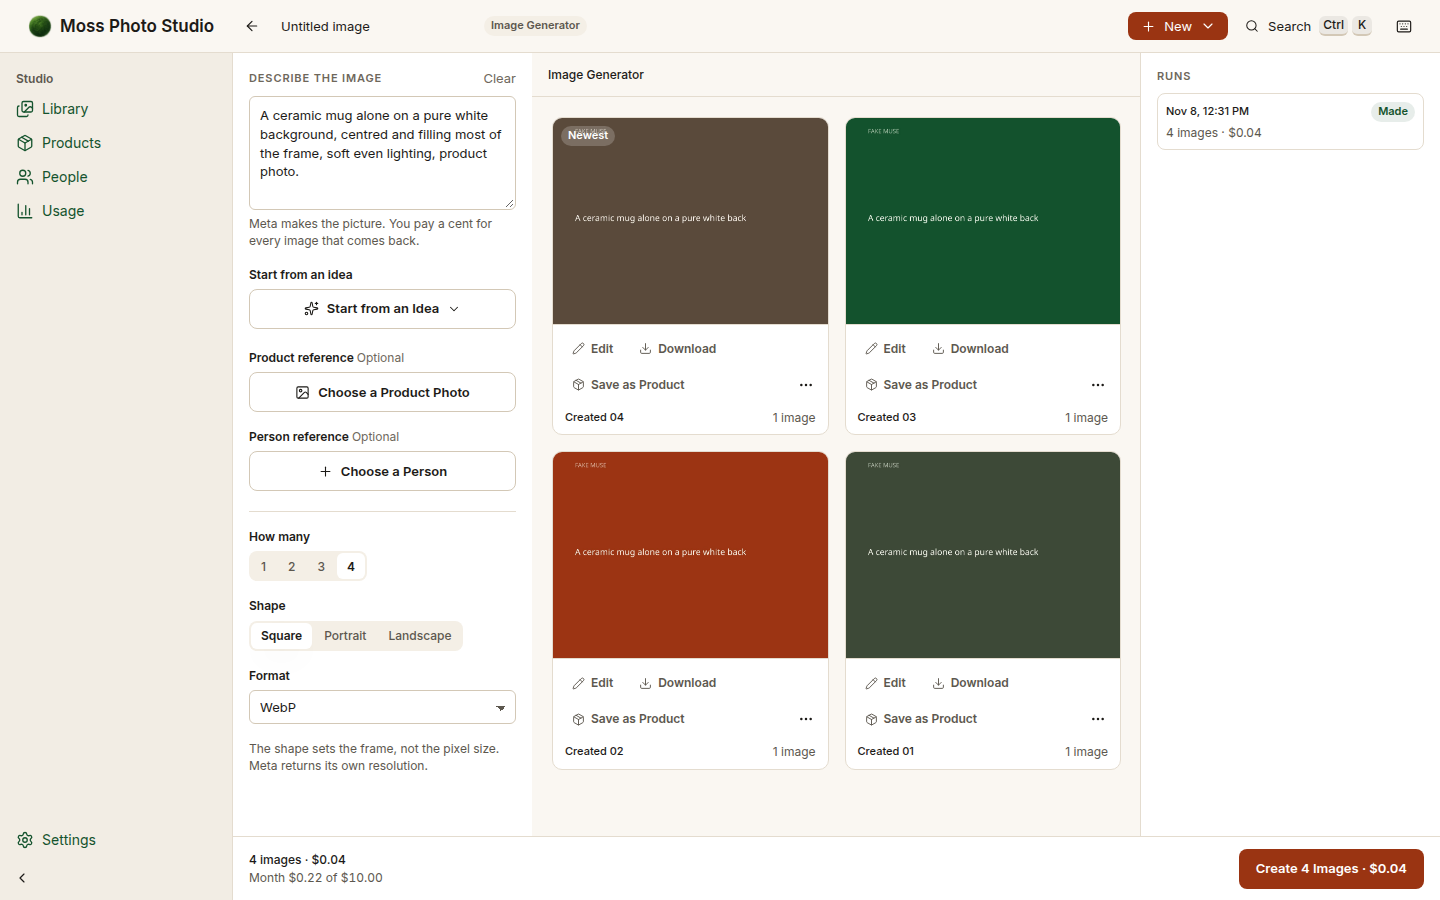 Moss Photo Studio
Untitled image
Image Generator
New
Search
Ctrl
K
Studio
Library
Products
People
Usage
Settings
DESCRIBE THE IMAGE
Clear
A ceramic mug alone on a pure white
background, centred and filling most of
the frame, soft even lighting, product
photo.
Meta makes the picture. You pay a cent for
every image that comes back.
Start from an idea
Start from an Idea
Product reference Optional
Choose a Product Photo
Person reference Optional
Choose a Person
How many
1 2 3 4
Shape
Square Portrait Landscape
Format
WebP
The shape sets the frame, not the pixel size.
Meta returns its own resolution.
Image Generator
Newest
A ceramic mug alone on a pure white back
Edit Download
Save as Product
Created 04 1 image
FAKE MUSE
A ceramic mug alone on a pure white back
Edit Download
Save as Product
Created 03 1 image
FAKE MUSE
A ceramic mug alone on a pure white back
Edit Download
Save as Product
Created 02 1 image
FAKE MUSE
A ceramic mug alone on a pure white back
Edit Download
Save as Product
Created 01 1 image
RUNS
Nov 8, 12:31 PM
Made
4 images · $0.04
4 images · $0.04
Month $0.22 of $10.00
Create 4 Images · $0.04